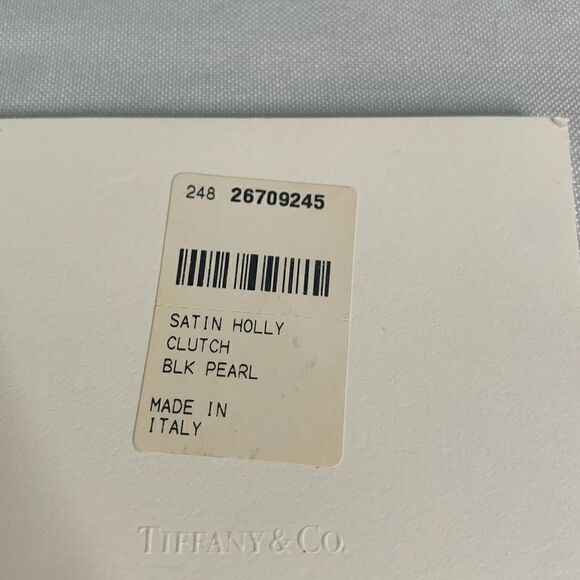 248 26709245
SATIN HOLLY
CLUTCH
BLK PEARL
MADE IN
ITALY
TIFFANY & CO.